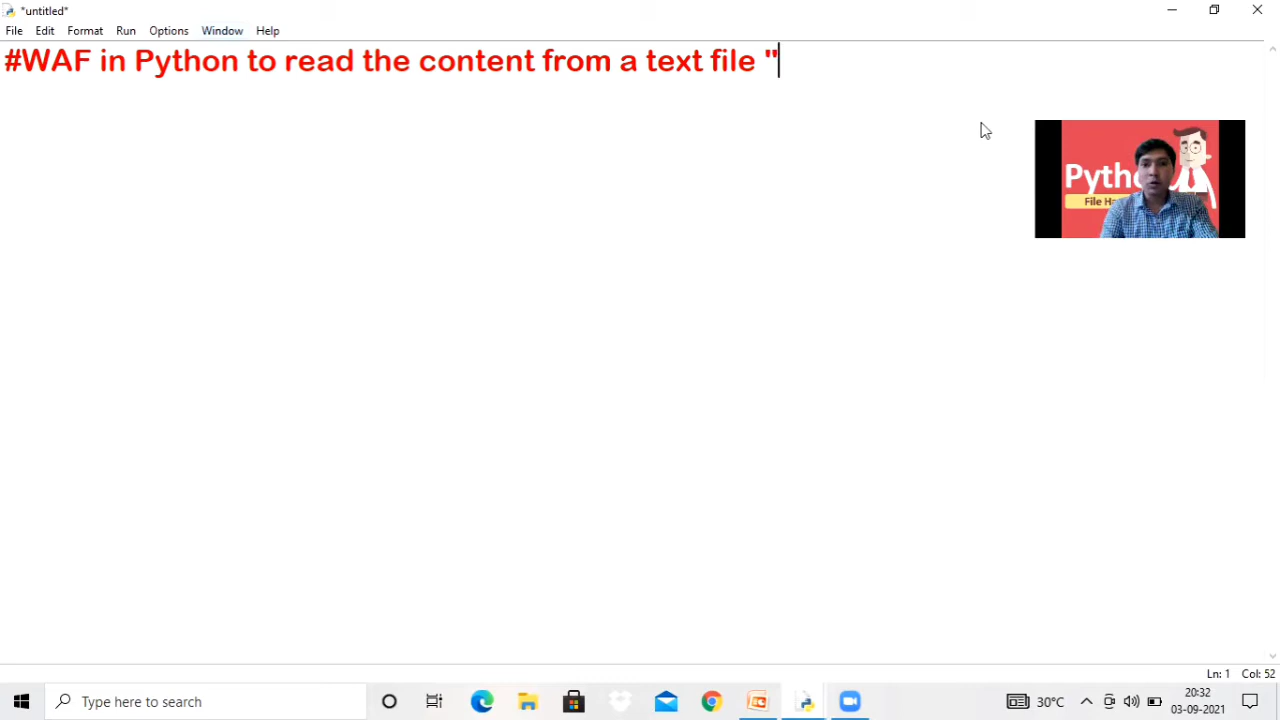 *untitled*
File Edit Format Run Options Window Help
#WAF in Python to read the content from a text file "
Pyth
File Ha
Ln: 1 Col: 52
Type here to search
30°C
20:32
03-09-2021